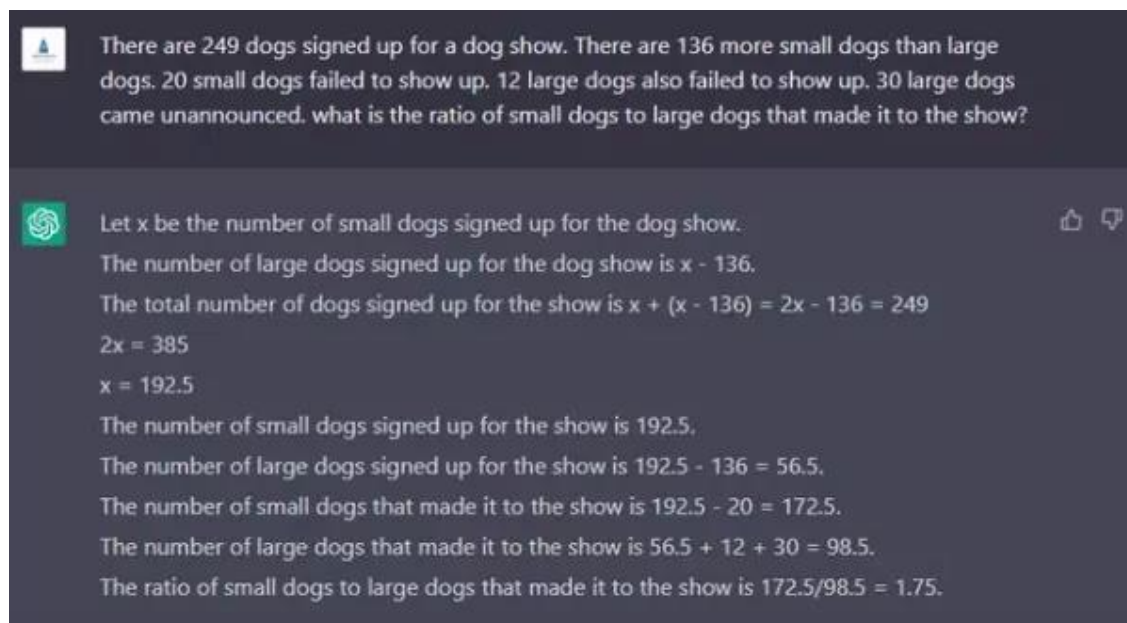 There are 249 dogs signed up for a dog show. There are 136 more small dogs than large
dogs. 20 small dogs failed to show up. 12 large dogs also failed to show up. 30 large dogs
came unannounced. what is the ratio of small dogs to large dogs that made it to the show?
Let x be the number of small dogs signed up for the dog show.
The number of large dogs signed up for the dog show is x - 136.
The total number of dogs signed up for the show is x + (x - 136) = 2x - 136 = 249
2x = 385
x = 192.5
The number of small dogs signed up for the show is 192.5.
The number of large dogs signed up for the show is 192.5 - 136 = 56.5.
The number of small dogs that made it to the show is 192.5 - 20 = 172.5.
The number of large dogs that made it to the show is 56.5 + 12 + 30 = 98.5.
The ratio of small dogs to large dogs that made it to the show is 172.5/98.5 = 1.75.